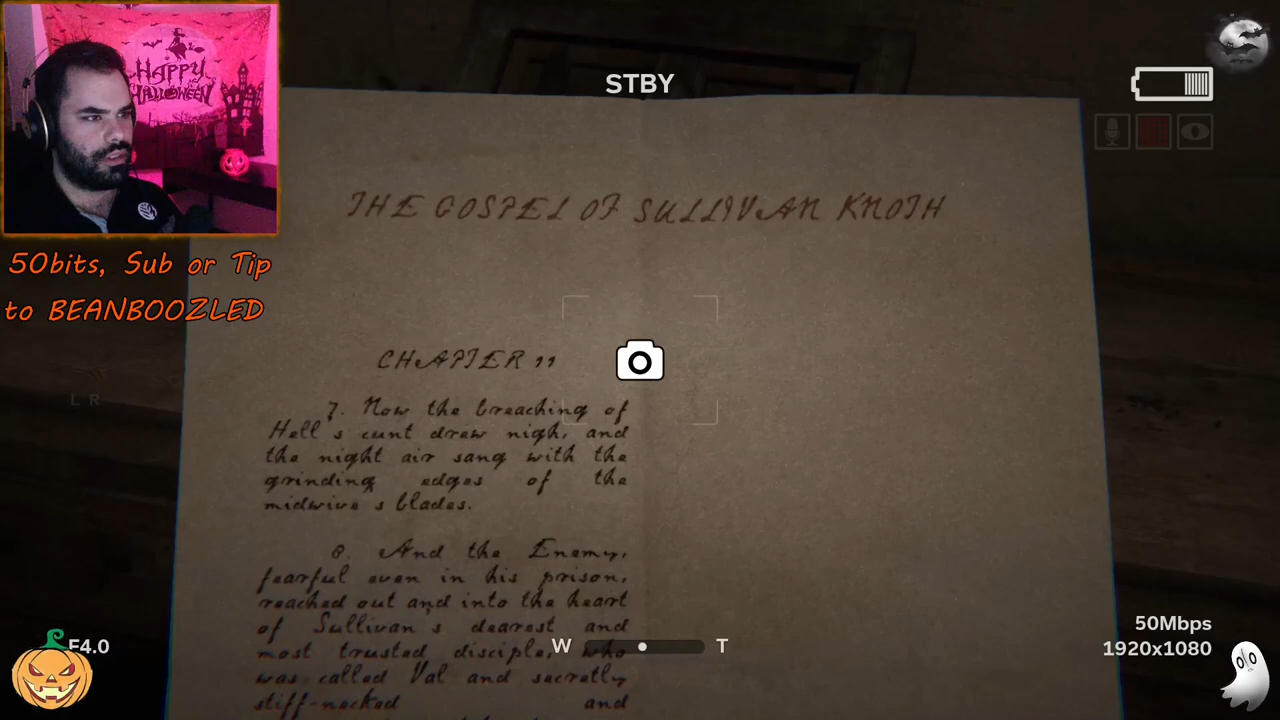 HAPPY
HALLOWEEN
50bits, Sub or Tip
to BEANBOOZLED
STBY
THE GOSPEL OF SULLIVAN KNOTH
CHAPTER 11
7. Now the breaching of
Hell s cunt drew nigh, and
the night air sang with the
grinding edges of the
midwive s blades.
8. And the Enemy,
fearful even in his prison,
reached out and into the heart
of Sullivan s dearest and
most trusted disciple, who
was called Val and secretly
stiff-necked and
L R
F4.0
W T
50Mbps
1920x1080